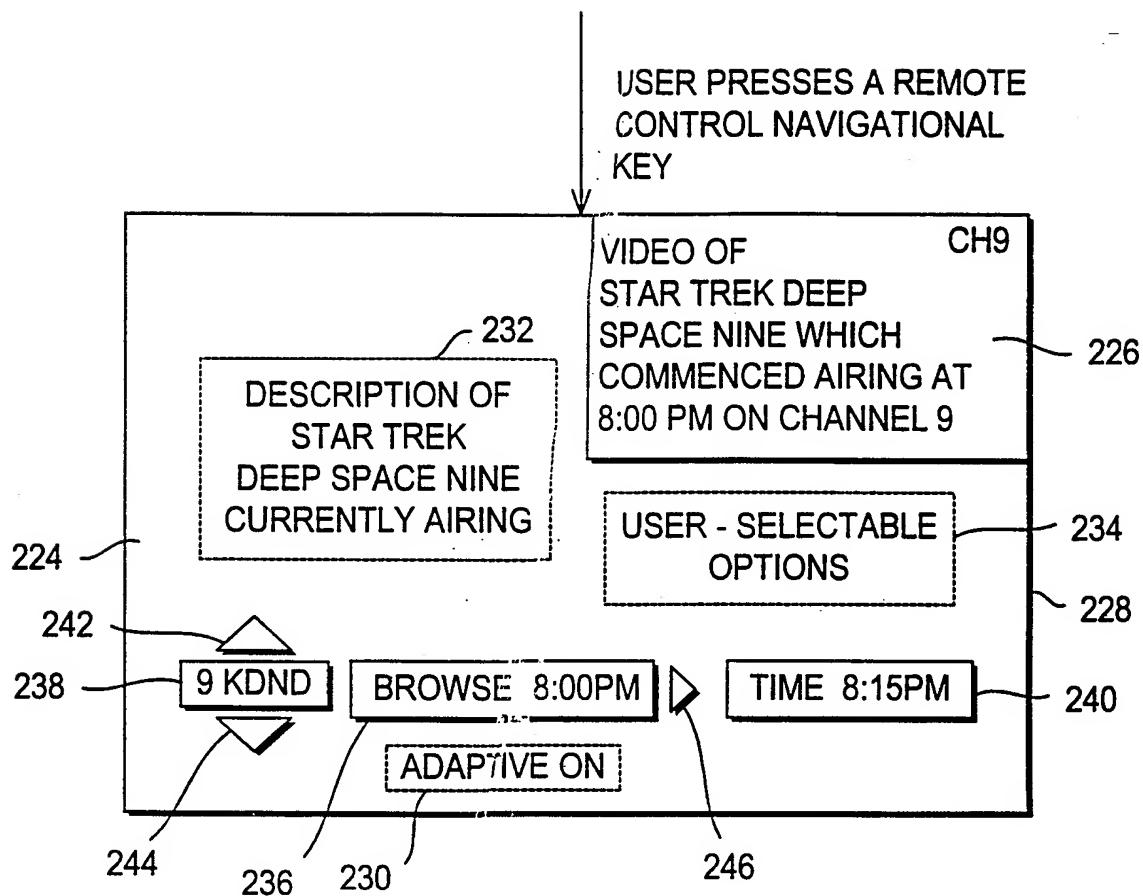 USER PRESSES A REMOTE
CONTROL NAVIGATIONAL
KEY
CH9
VIDEO OF
STAR TREK DEEP
SPACE NINE WHICH
COMMENCED AIRING AT
8:00 PM ON CHANNEL 9
226
232
DESCRIPTION OF
STAR TREK
DEEP SPACE NINE
CURRENTLY AIRING
USER - SELECTABLE
OPTIONS
234
224
228
242
238
9 KDND
BROWSE 8:00PM
TIME 8:15PM
240
ADAPTIVE ON
244
236
230
246